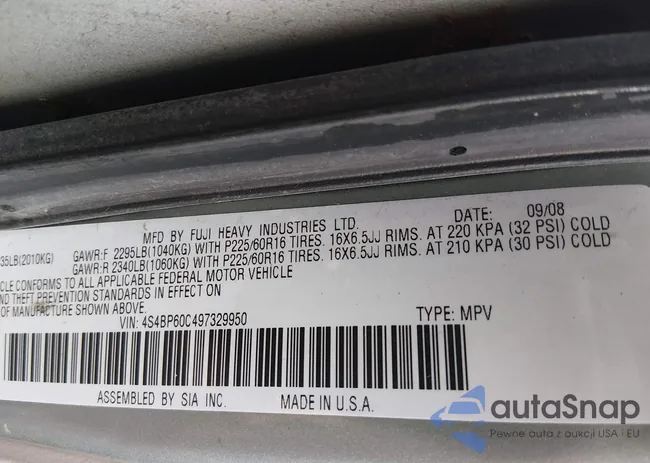 MFD BY FUJI HEAVY INDUSTRIES LTD. DATE: 09/08
35LB(2010KG) GAWR:F 2295LB(1040KG) WITH P225/60R16 TIRES. 16X6.5JJ RIMS. AT 220 KPA (32 PSI) COLD
GAWR:R 2340LB(1060KG) WITH P225/60R16 TIRES. 16X6.5JJ RIMS. AT 210 KPA (30 PSI) COLD
CLE CONFORMS TO ALL APPLICABLE FEDERAL MOTOR VEHICLE
AND THEFT PREVENTION STANDARDS IN EFFECT ON
OF MANUFACTURE SHOWN ABOVE.
VIN: 4S4BP60C497329950 TYPE: MPV
ASSEMBLED BY SIA INC. MADE IN U.S.A.
autaSnap
Pewne auta z aukcji USA i EU